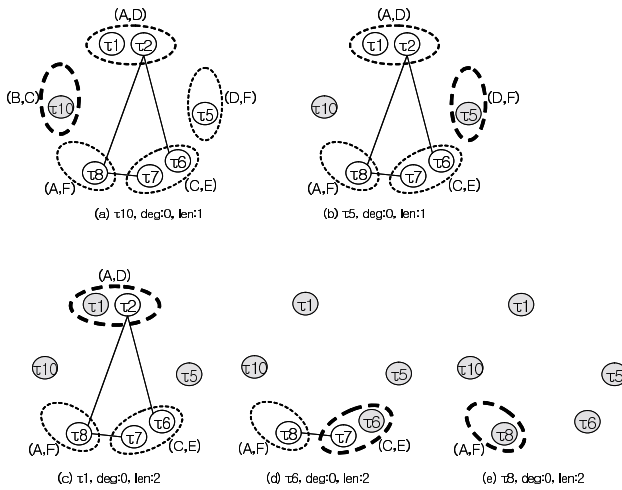 (A,D)
τ1 τ2
(B,C)
τ10
(D,F)
τ5
τ8 τ7 τ6
(A,F)
(C,E)
(a) τ10, deg:0, len:1
(A,D)
τ1 τ2
τ10
(D,F)
τ5
τ8 τ7 τ6
(A,F)
(C,E)
(b) τ5, deg:0, len:1
(A,D)
τ1 τ2
τ10
τ5
τ8 τ7 τ6
(A,F)
(C,E)
(c) τ1, deg:0, len:2
τ1
τ10
τ5
τ8 τ7 τ6
(A,F)
(C,E)
(d) τ6, deg:0, len:2
τ1
τ10
τ5
τ8
τ6
(A,F)
(e) τ8, deg:0, len:2